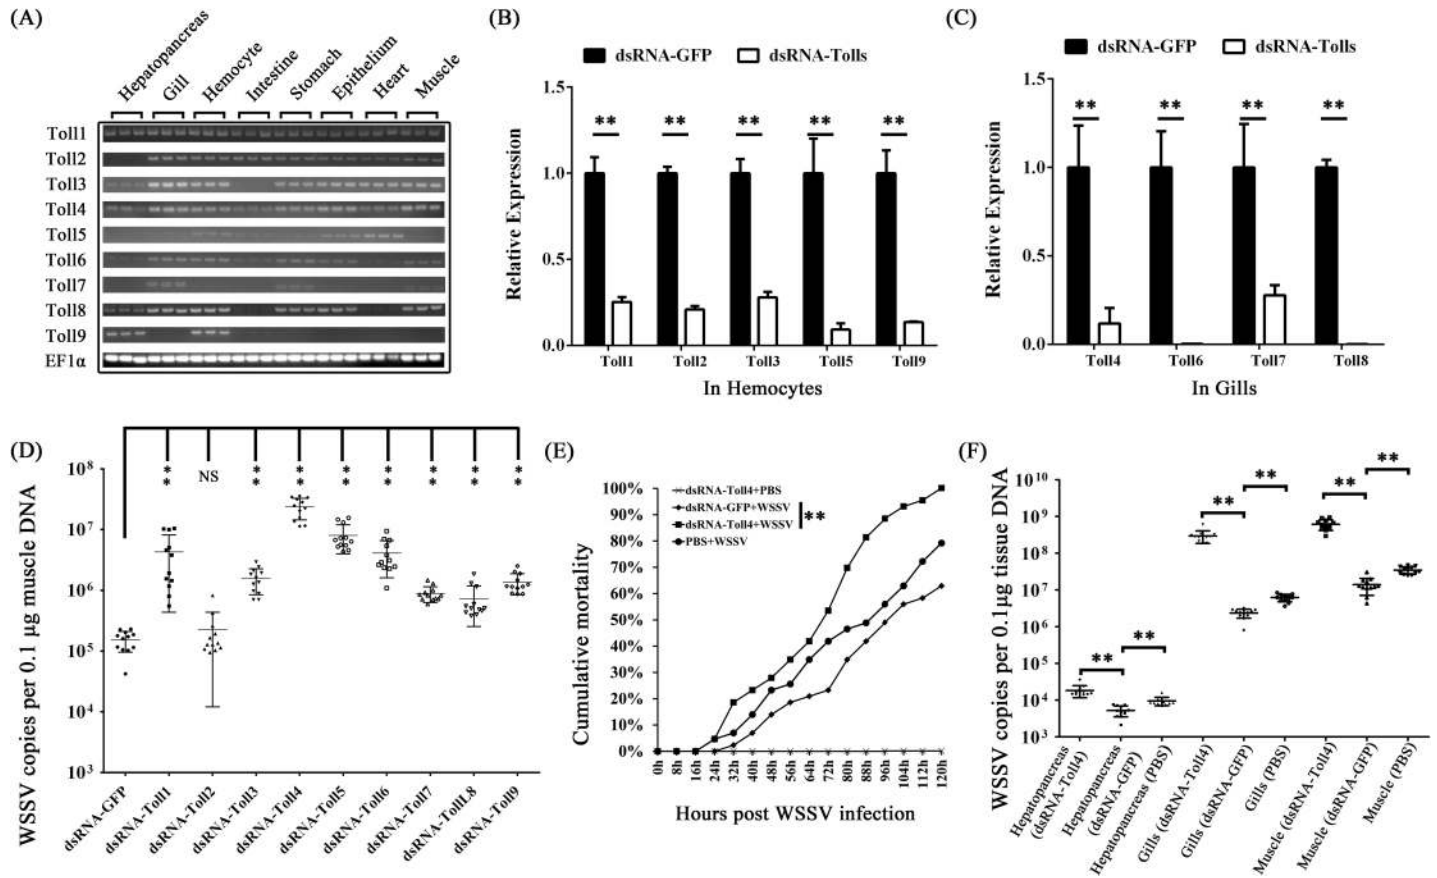 (A)
Hepatopancreas
Gill
Hemocyte
Intestine
Stomach
Epithelium
Heart
Muscle
Toll1
Toll2
Toll3
Toll4
Toll5
Toll6
Toll7
Toll8
Toll9
EF1α
(B)
dsRNA-GFP
dsRNA-Tolls
Relative Expression
1.5
1.0
0.5
0.0
** ** ** ** **
Toll1 Toll2 Toll3 Toll5 Toll9
In Hemocytes
(C)
dsRNA-GFP
dsRNA-Tolls
Relative Expression
1.5
1.0
0.5
0.0
** ** ** **
Toll4 Toll6 Toll7 Toll8
In Gills
(D)
WSSV copies per 0.1 μg muscle DNA
10⁸
10⁷
10⁶
10⁵
10⁴
10³
** NS ** ** ** ** ** ** **
dsRNA-GFP
dsRNA-Toll1
dsRNA-Toll2
dsRNA-Toll3
dsRNA-Toll4
dsRNA-Toll5
dsRNA-Toll6
dsRNA-Toll7
dsRNA-TollL8
dsRNA-Toll9
(E)
Cumulative mortality
100%
90%
80%
70%
60%
50%
40%
30%
20%
10%
0%
dsRNA-Toll4+PBS
dsRNA-GFP+WSSV
dsRNA-Toll4+WSSV
PBS+WSSV
**
0h 8h 16h 24h 32h 40h 48h 56h 64h 72h 80h 88h 96h 104h 112h 120h
Hours post WSSV infection
(F)
WSSV copies per 0.1μg tissue DNA
10¹⁰
10⁹
10⁸
10⁷
10⁶
10⁵
10⁴
10³
** ** ** ** ** **
Hepatopancreas
(dsRNA-Toll4)
Hepatopancreas
(dsRNA-GFP)
Hepatopancreas (PBS)
Gills (dsRNA-Toll4)
Gills (dsRNA-GFP)
Gills (PBS)
Muscle (dsRNA-Toll4)
Muscle (dsRNA-GFP)
Muscle (PBS)